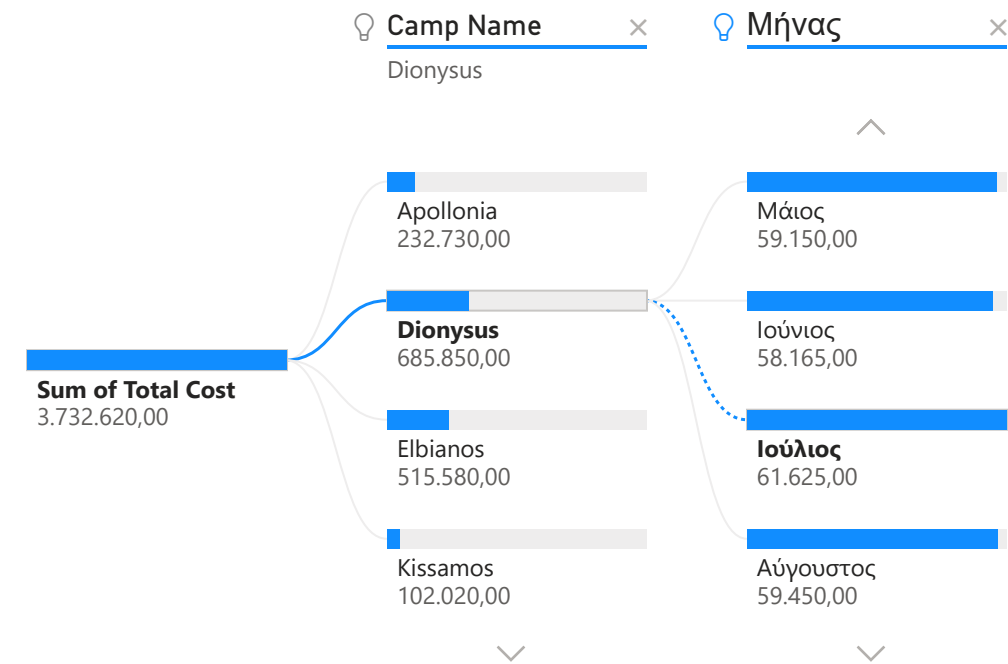 Camp Name
Dionysus
Μήνας
Sum of Total Cost
3.732.620,00
Apollonia
232.730,00
Dionysus
685.850,00
Elbianos
515.580,00
Kissamos
102.020,00
Μάιος
59.150,00
Ιούνιος
58.165,00
Ιούλιος
61.625,00
Αύγουστος
59.450,00